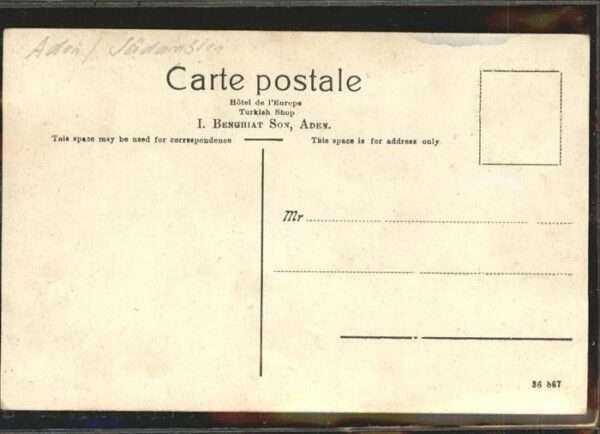 Aden / Südarabien
Carte postale
Hôtel de l'Europe
Turkish Shop
I. Benghiat Son, Aden.
This space may be used for correspondence
This space is for address only
Mr
36 867